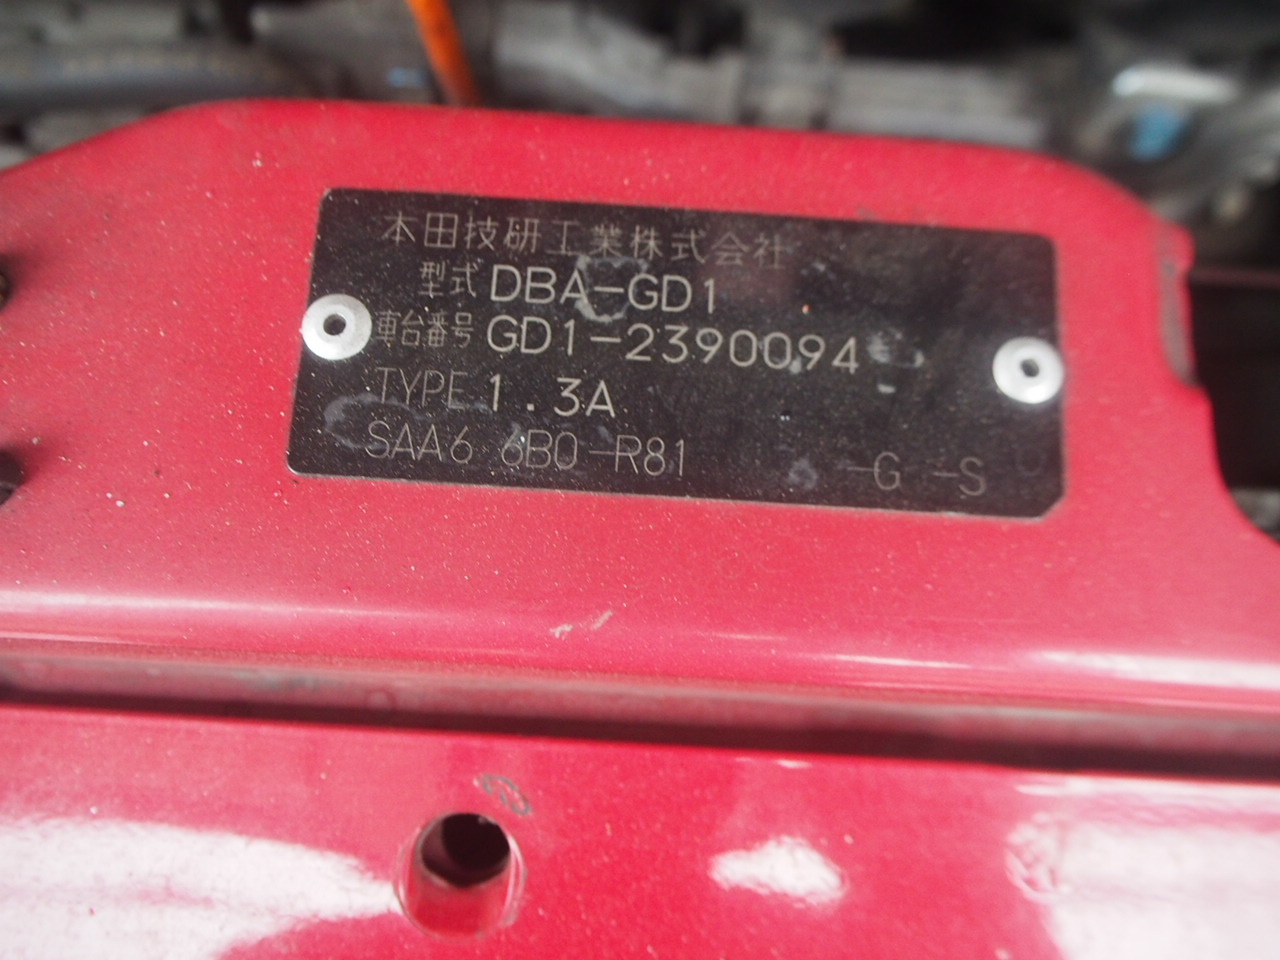 本田技研工業株式会社
型式 DBA-GD1
車台番号 GD1-2390094
TYPE 1.3A
SAA6 6B0-R81 -G -S